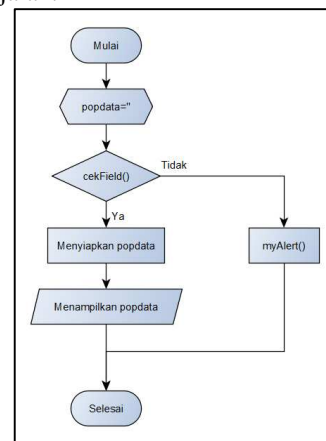 Mulai
popdata=''
cekField()
Tidak
Ya
Menyiapkan popdata
myAlert()
Menampilkan popdata
Selesai